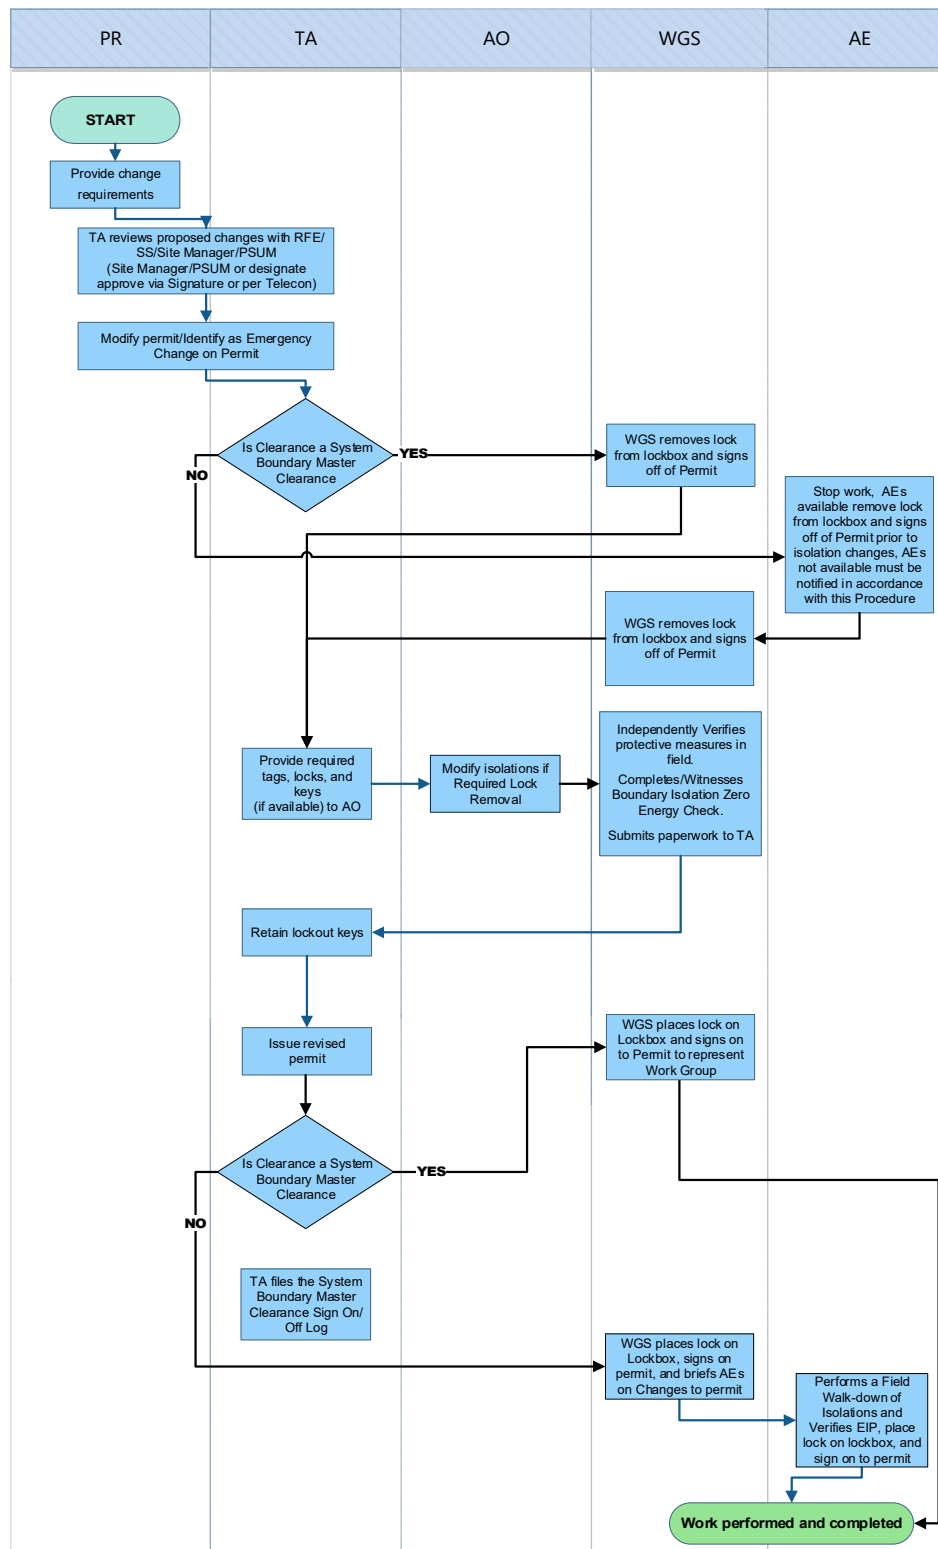 PR
TA
AO
WGS
AE
START
Provide change
requirements
TA reviews proposed changes with RFE/
SS/Site Manager/PSUM
(Site Manager/PSUM or designate
approve via Signature or per Telecon)
Modify permit/Identify as Emergency
Change on Permit
Is Clearance a System
Boundary Master
Clearance
YES
NO
WGS removes lock
from lockbox and signs
off of Permit
Stop work, AEs
available remove lock
from lockbox and signs
off of Permit prior to
isolation changes, AEs
not available must be
notified in accordance
with this Procedure
WGS removes lock
from lockbox and signs
off of Permit
Provide required
tags, locks, and
keys
(if available) to AO
Modify isolations if
Required Lock
Removal
Independently Verifies
protective measures in
field.
Completes/Witnesses
Boundary Isolation Zero
Energy Check.
Submits paperwork to TA
Retain lockout keys
Issue revised
permit
WGS places lock on
Lockbox and signs on
to Permit to represent
Work Group
Is Clearance a System
Boundary Master
Clearance
YES
NO
TA files the System
Boundary Master
Clearance Sign On/
Off Log
WGS places lock on
Lockbox, signs on
permit, and briefs AEs
on Changes to permit
Performs a Field
Walk-down of
Isolations and
Verifies EIP, place
lock on lockbox, and
sign on to permit
Work performed and completed